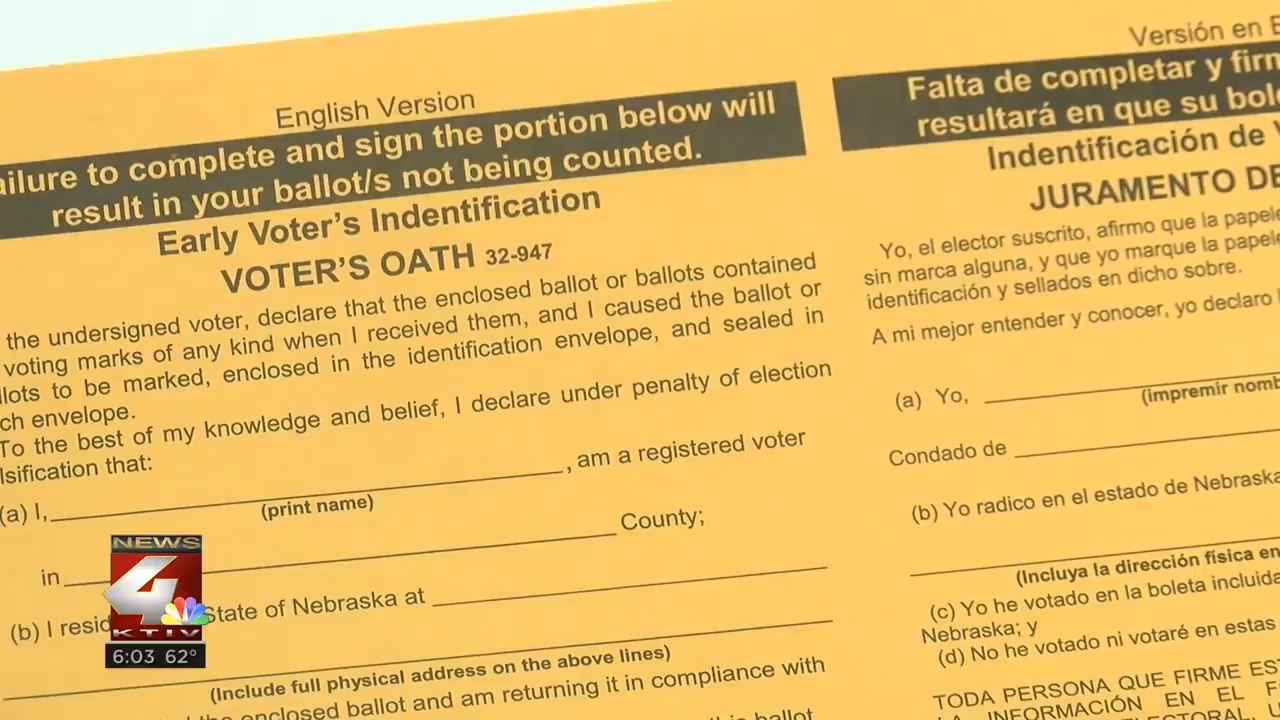 English Version
ailure to complete and sign the portion below will
result in your ballot/s not being counted.
Early Voter's Indentification
VOTER'S OATH 32-947
the undersigned voter, declare that the enclosed ballot or ballots contained
voting marks of any kind when I received them, and I caused the ballot or
llots to be marked, enclosed in the identification envelope, and sealed in
ch envelope.
To the best of my knowledge and belief, I declare under penalty of election
lsification that:
(a) I, , am a registered voter
(print name)
in County;
(b) I resid State of Nebraska at
(Include full physical address on the above lines)
the enclosed ballot and am returning it in compliance with
ballot
Versión en E
Falta de completar y firm
resultará en que su bole
Indentificación de V
JURAMENTO DE
Yo, el elector suscrito, afirmo que la papele
sin marca alguna, y que yo marque la papele
identificación y sellados en dicho sobre.
A mi mejor entender y conocer, yo declaro
(a) Yo,
(imprimir nomb
Condado de
(b) Yo radico en el estado de Nebraska
(Incluya la dirección física en
(c) Yo he votado en la boleta incluida
Nebraska; y
(d) No he votado ni votaré en estas
TODA PERSONA QUE FIRME ES
LA INFORMACIÓN EN EL F
NEWS
4
KTIV
6:03 62°